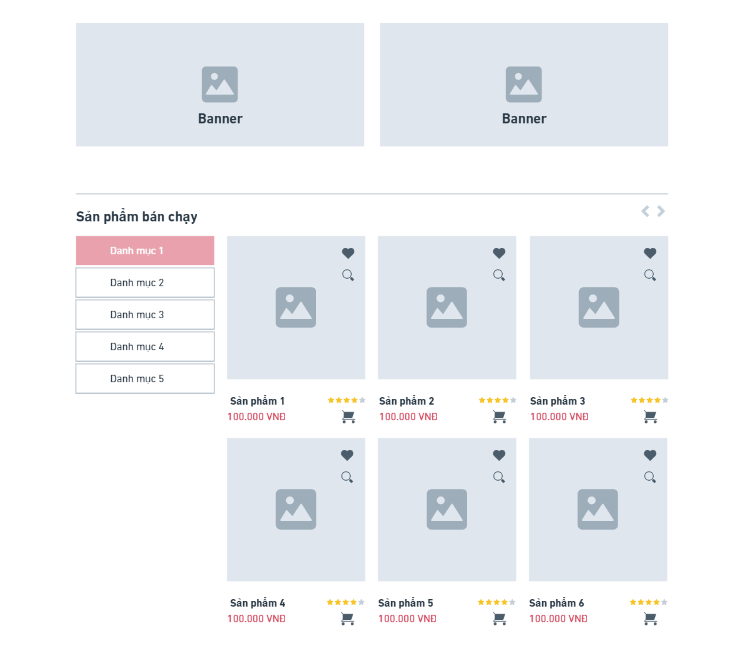 Banner
Banner
Sản phẩm bán chạy
Danh mục 1
Danh mục 2
Danh mục 3
Danh mục 4
Danh mục 5
Sản phẩm 1
100.000 VNĐ
Sản phẩm 2
100.000 VNĐ
Sản phẩm 3
100.000 VNĐ
Sản phẩm 4
100.000 VNĐ
Sản phẩm 5
100.000 VNĐ
Sản phẩm 6
100.000 VNĐ